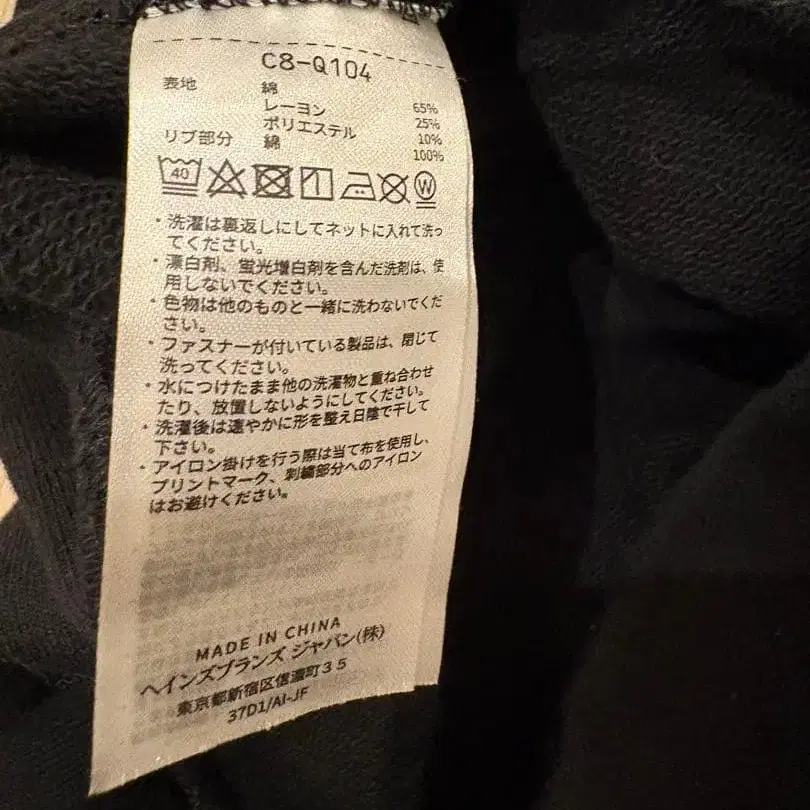 C8-Q104
表地 綿 65%
レーヨン 25%
ポリエステル 10%
リブ部分 綿 100%
40 W
・洗濯は裏返しにしてネットに入れて洗っ
てください。
・漂白剤、蛍光増白剤を含んだ洗剤は、使
用しないでください。
・色物は他のものと一緒に洗わないでくだ
さい。
・ファスナーが付いている製品は、閉じて
洗ってください。
・水につけたまま他の洗濯物と重ね合わせ
たり、放置しないようにしてください。
・洗濯後は速やかに形を整え日陰で干して
下さい。
・アイロン掛けを行う際は当て布を使用し、
プリントマーク、刺繍部分へのアイロン
はお避けください。
MADE IN CHINA
ヘインズブランズ ジャパン(株)
東京都新宿区信濃町35
37D1/AI-JF